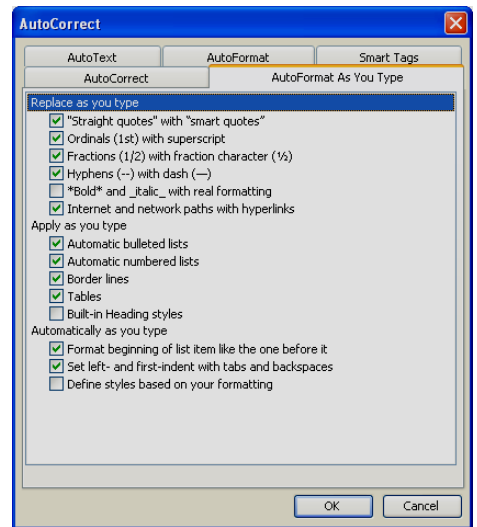 AutoCorrect
AutoText AutoFormat Smart Tags
AutoCorrect AutoFormat As You Type
Replace as you type
"Straight quotes" with “smart quotes”
Ordinals (1st) with superscript
Fractions (1/2) with fraction character (½)
Hyphens (--) with dash (—)
*Bold* and _italic_ with real formatting
Internet and network paths with hyperlinks
Apply as you type
Automatic bulleted lists
Automatic numbered lists
Border lines
Tables
Built-in Heading styles
Automatically as you type
Format beginning of list item like the one before it
Set left- and first-indent with tabs and backspaces
Define styles based on your formatting
OK Cancel